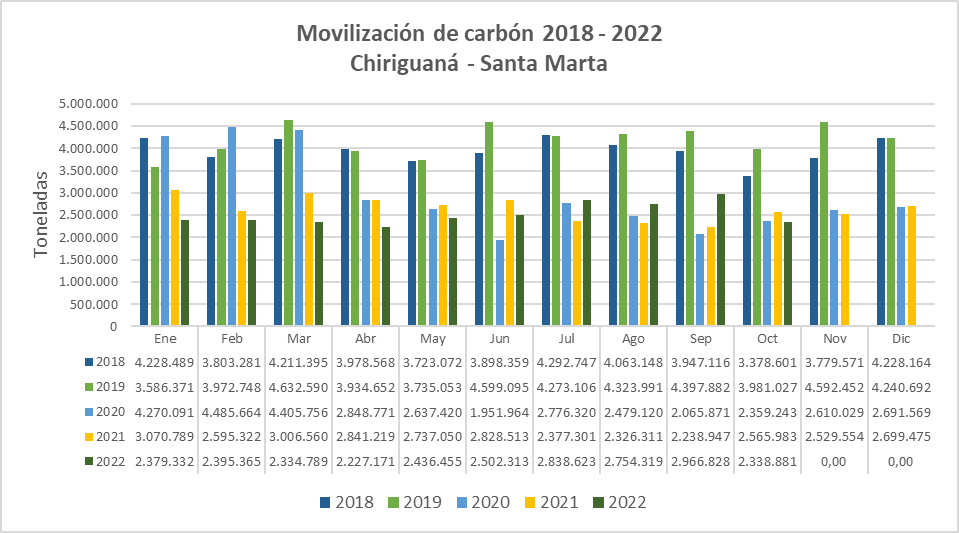 Movilización de carbón 2018 - 2022
Chiriguaná - Santa Marta
Toneladas
5.000.000
4.500.000
4.000.000
3.500.000
3.000.000
2.500.000
2.000.000
1.500.000
1.000.000
500.000
0
Ene Feb Mar Abr May Jun Jul Ago Sep Oct Nov Dic
2018 4.228.489 3.803.281 4.211.395 3.978.568 3.723.072 3.898.359 4.292.747 4.063.148 3.947.116 3.378.601 3.779.571 4.228.164
2019 3.586.371 3.972.748 4.632.590 3.934.652 3.735.053 4.599.095 4.273.106 4.323.991 4.397.882 3.981.027 4.592.452 4.240.692
2020 4.270.091 4.485.664 4.405.756 2.848.771 2.637.420 1.951.964 2.776.320 2.479.120 2.065.871 2.359.243 2.610.029 2.691.569
2021 3.070.789 2.595.322 3.006.560 2.841.219 2.737.050 2.828.513 2.377.301 2.326.311 2.238.947 2.565.983 2.529.554 2.699.475
2022 2.379.332 2.395.365 2.334.789 2.227.171 2.436.455 2.502.313 2.838.623 2.754.319 2.966.828 2.338.881 0,00 0,00
2018 2019 2020 2021 2022